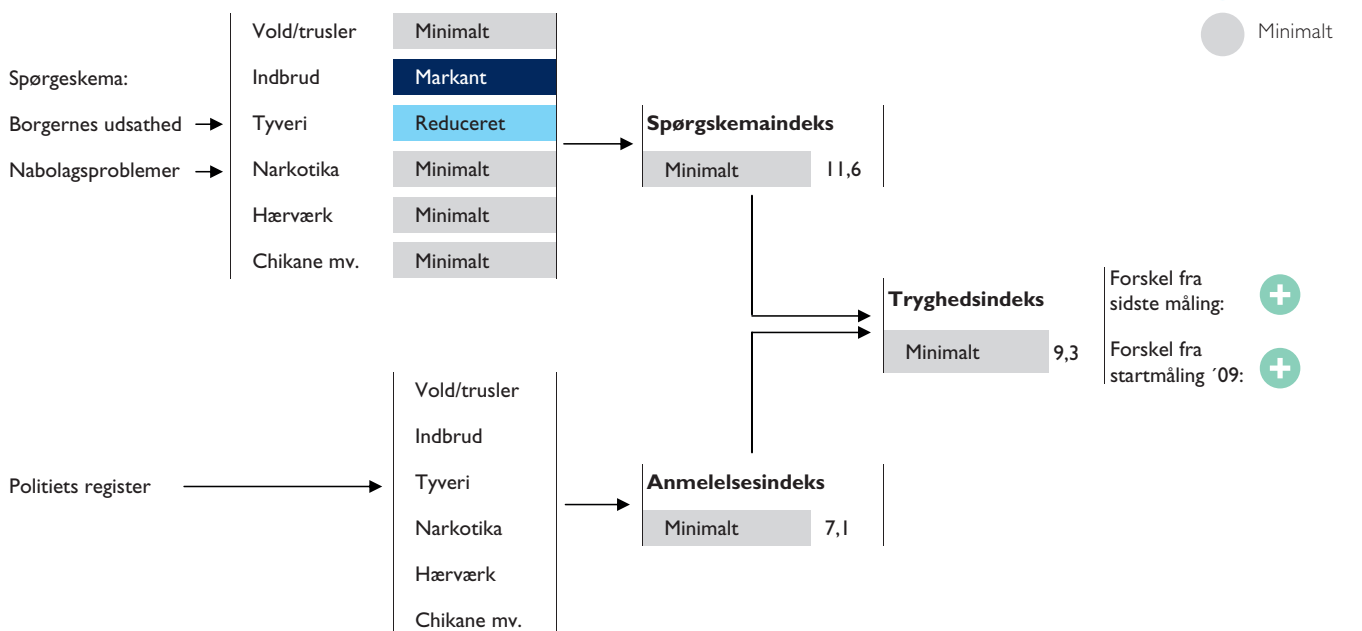 Minimalt
Vold/trusler Minimalt
Spørgeskema: Indbrud Markant
Borgernes udsathed Tyveri Reduceret
Nabolagsproblemer Narkotika Minimalt
Hærværk Minimalt
Chikane mv. Minimalt
Spørgskemaindeks
Minimalt 11,6
Tryghedsindeks
Minimalt 9,3
Forskel fra
sidste måling:
Forskel fra
startmåling ´09:
Politiets register
Vold/trusler
Indbrud
Tyveri
Narkotika
Hærværk
Chikane mv.
Anmelelsesindeks
Minimalt 7,1